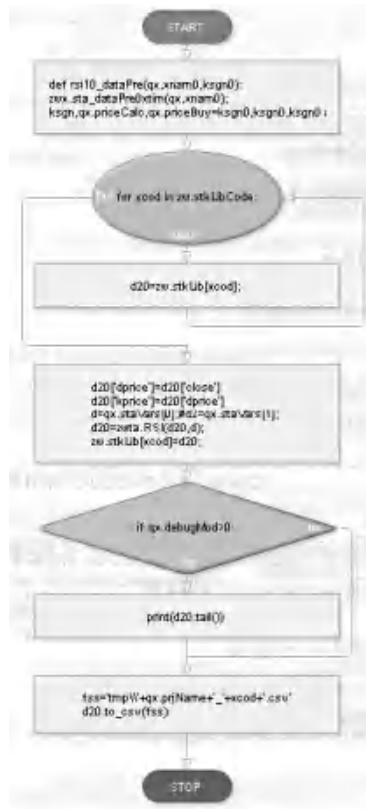 START
def rsi10_dataPre(qx,xnam0,ksgn0):
zwx.sta_dataPre0xtim(qx,xnam0);
ksgn,qx.priceCalc,qx.priceBuy=ksgn0,ksgn0,ksgn0
for xcod in zw.stkLibCode:
d20=zw.stkLib[xcod];
d20['dprice']=d20['close']
d20['kprice']=d20['dprice']
d=qx.staVars[0];#d2=qx.staVars[1];
d20=zwta.RSI(d20,d);
zw.stkLib[xcod]=d20;
if qx.debugMod>0
print(d20.tail())
fss='tmp\\'+qx.prjName+'_'+xcod+'.csv'
d20.to_csv(fss)
STOP